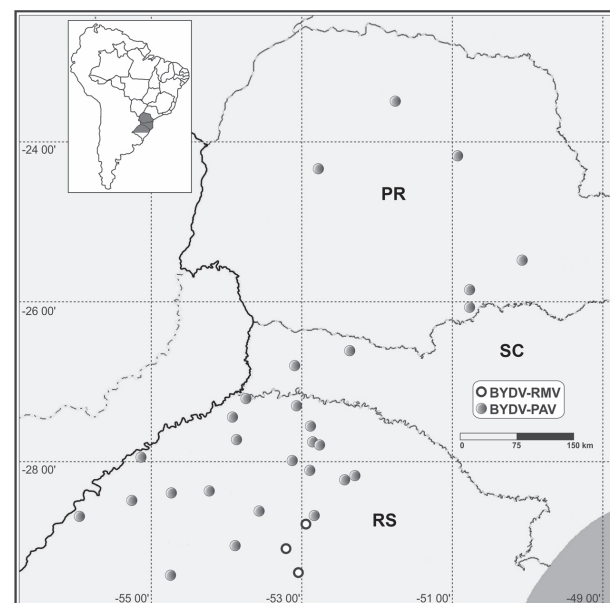 -24 00'
PR
-26 00'
SC
BYDV-RMV
BYDV-PAV
0 75 150 km
-28 00'
RS
-55 00' -53 00' -51 00' -49 00'